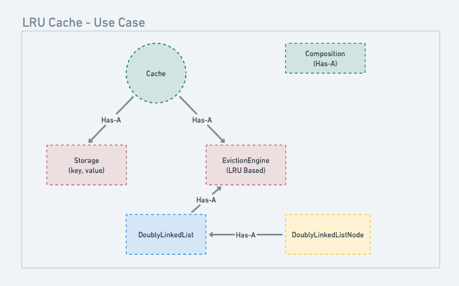 LRU Cache - Use Case
Cache
Composition
(Has-A)
Has-A
Has-A
Storage
(key, value)
EvictionEngine
(LRU Based)
Has-A
DoublyLinkedList
Has-A
DoublyLinkedListNode